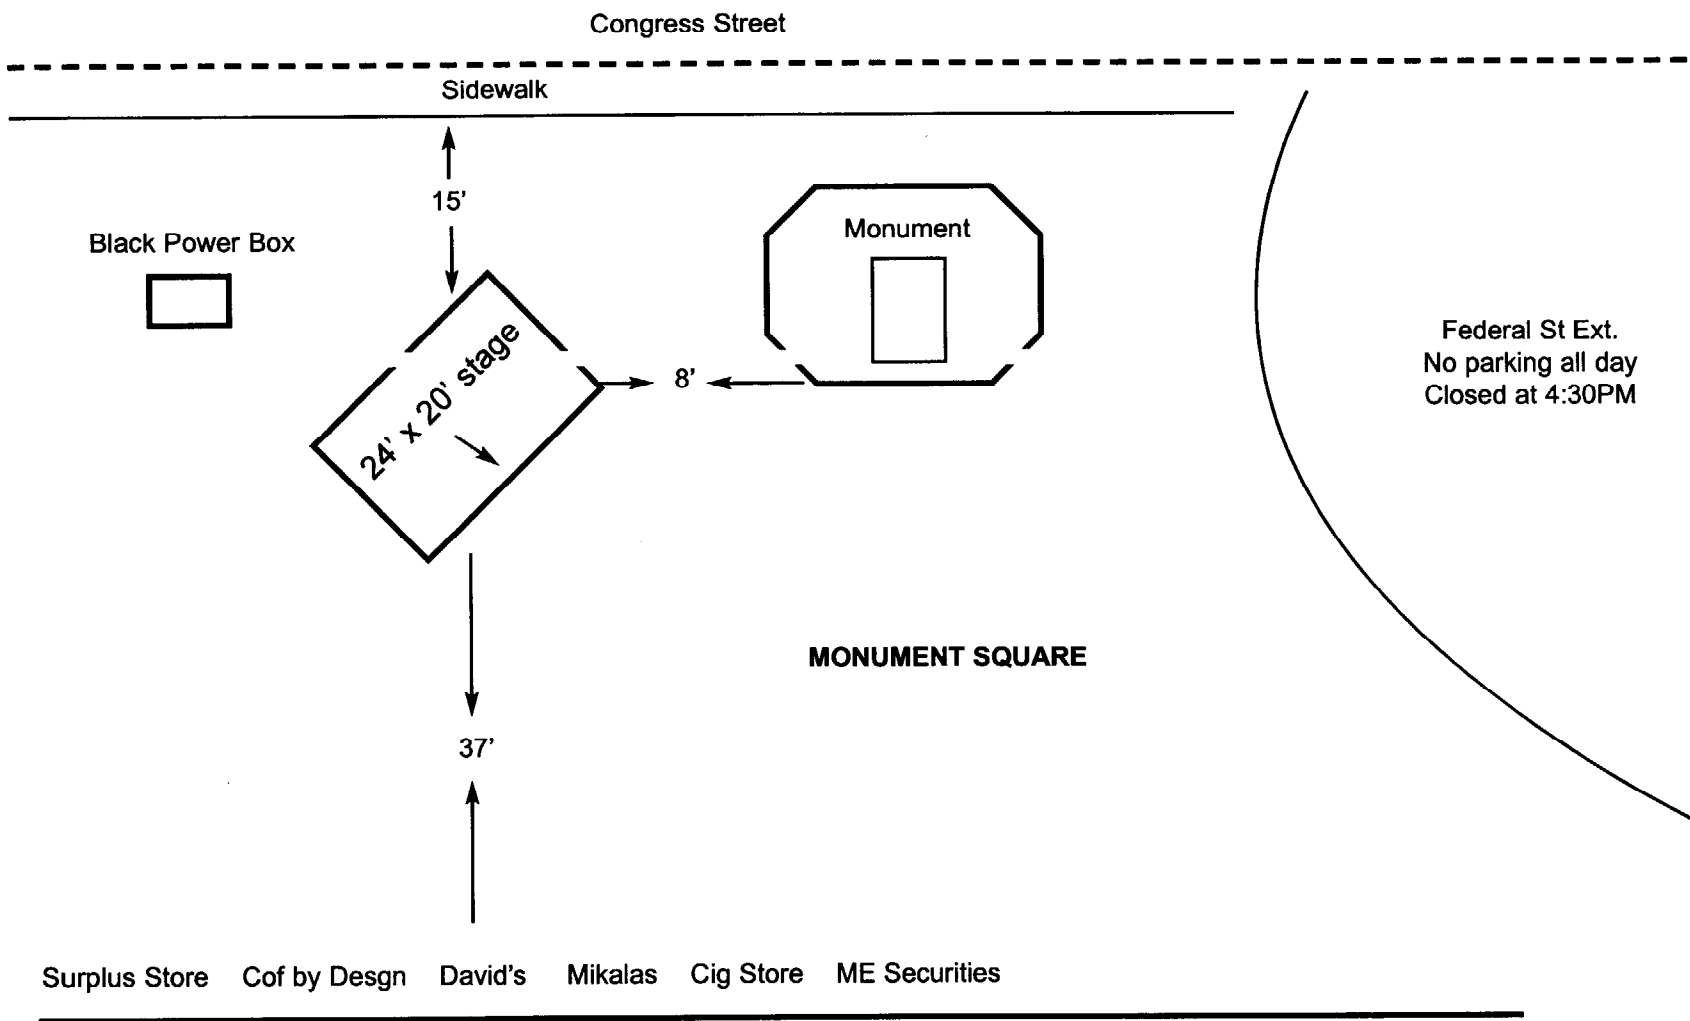 Congress Street
Sidewalk
15'
Black Power Box
Monument
24' x 20' stage
8'
Federal St Ext.
No parking all day
Closed at 4:30PM
MONUMENT SQUARE
37'
Surplus Store Cof by Desgn David's Mikalas Cig Store ME Securities